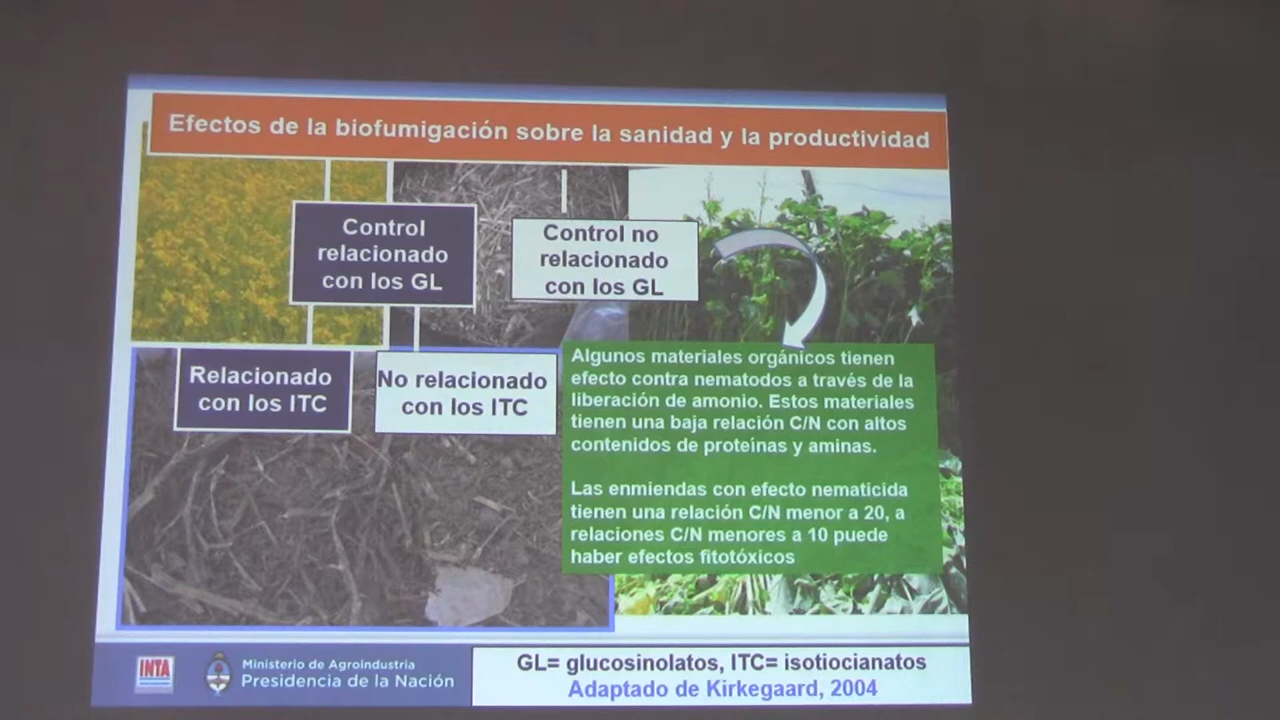 Efectos de la biofumigación sobre la sanidad y la productividad
Control
relacionado
con los GL
Control no
relacionado
con los GL
Relacionado
con los ITC
No relacionado
con los ITC
Algunos materiales orgánicos tienen
efecto contra nematodos a través de la
liberación de amonio. Estos materiales
tienen una baja relación C/N con altos
contenidos de proteínas y aminas.
Las enmiendas con efecto nematicida
tienen una relación C/N menor a 20, a
relaciones C/N menores a 10 puede
haber efectos fitotóxicos
INTA
Ministerio de Agroindustria
Presidencia de la Nación
GL= glucosinolatos, ITC= isotiocianatos
Adaptado de Kirkegaard, 2004